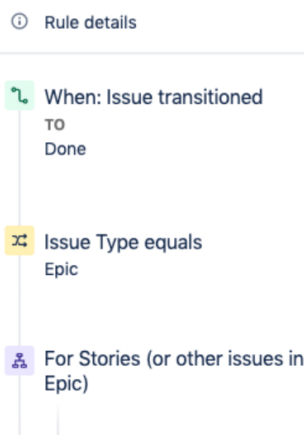 Rule details
When: Issue transitioned
TO
Done
Issue Type equals
Epic
For Stories (or other issues in
Epic)